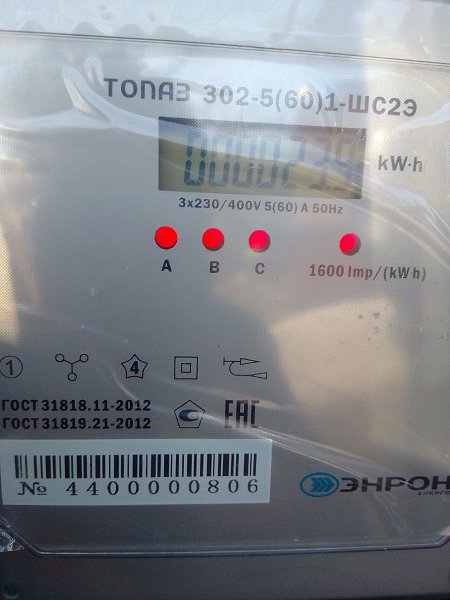 ТОПАЗ 302-5(60)1-ШС2Э
kW·h
3x230/400V 5(60) A 50Hz
A B C 1600 Imp/(kW·h)
1
4
ГОСТ 31818.11-2012
ГОСТ 31819.21-2012
ЕАС
№ 4400000806
ЭНРОН